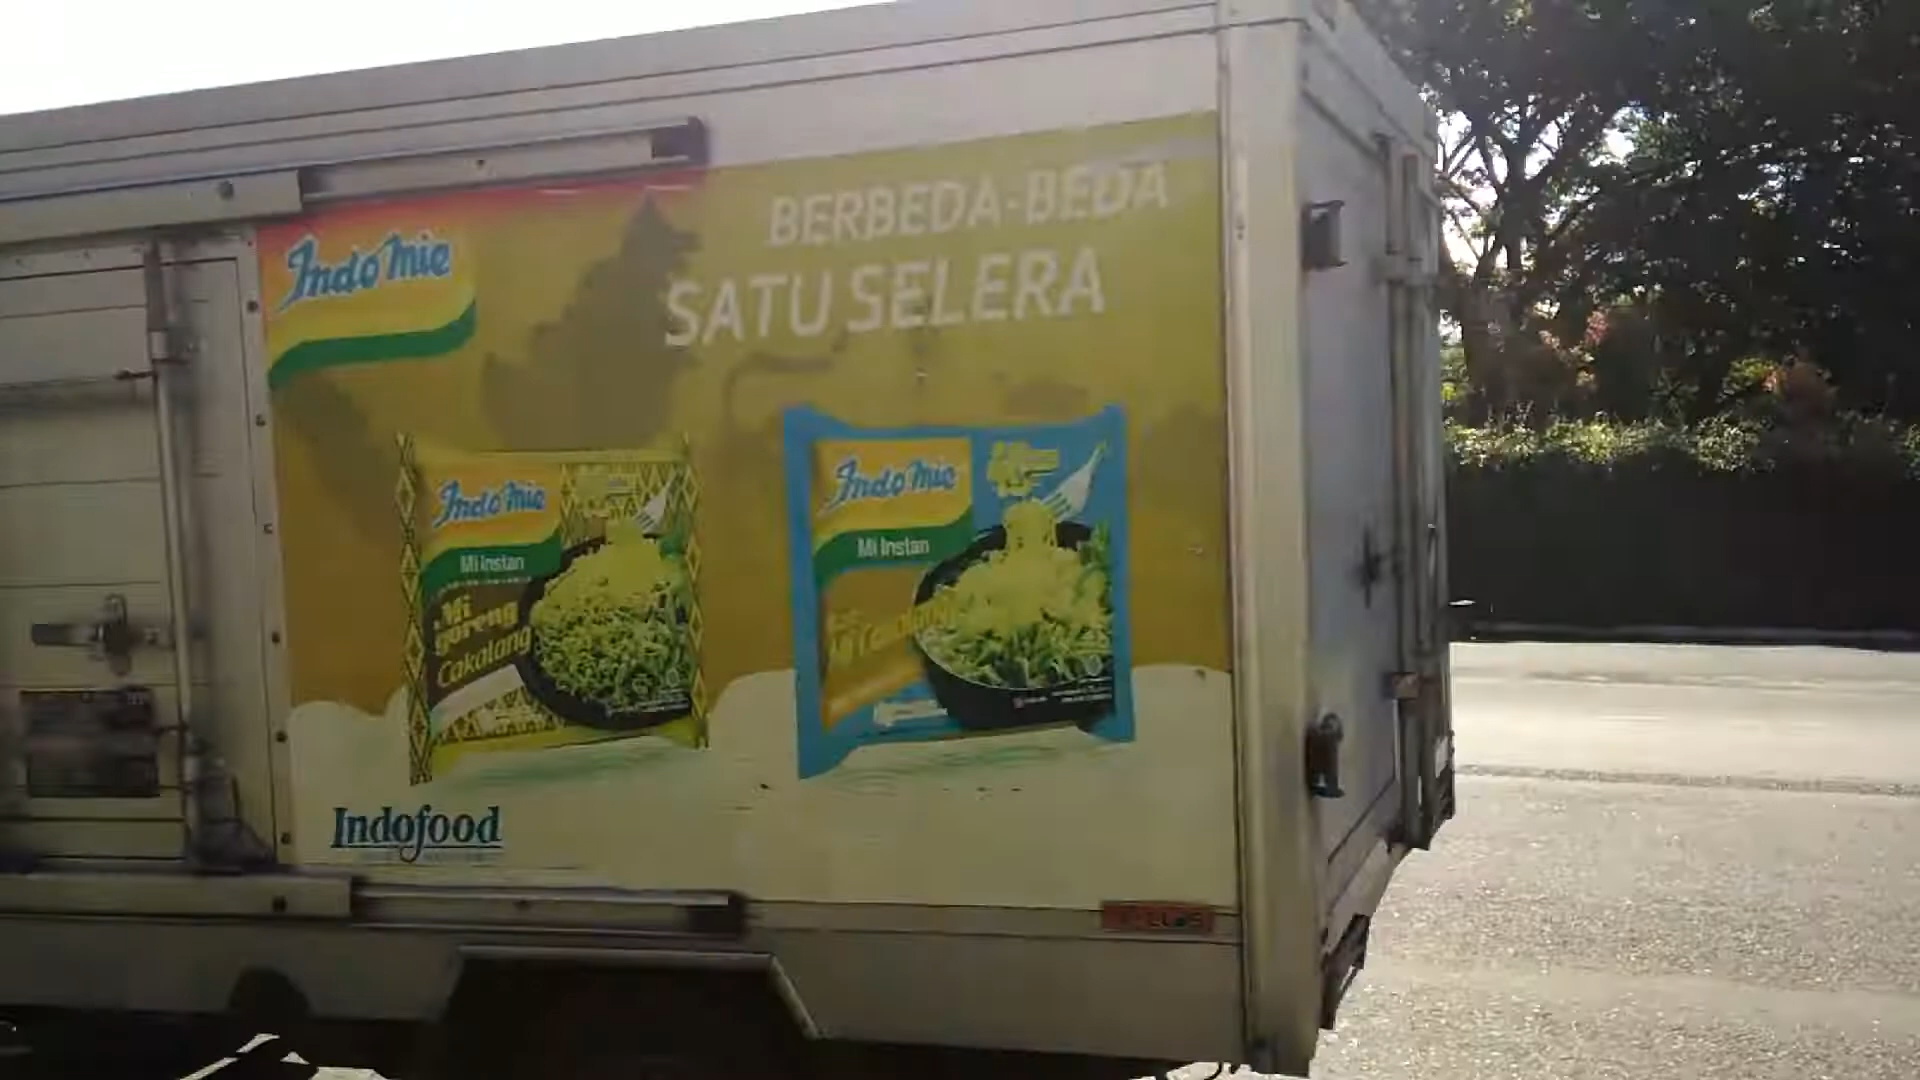 IndoMie
BERBEDA-BEDA
SATU SELERA
IndoMie
Mi Instan
Mi
goreng
Cakalang
IndoMie
Mi Instan
Indofood